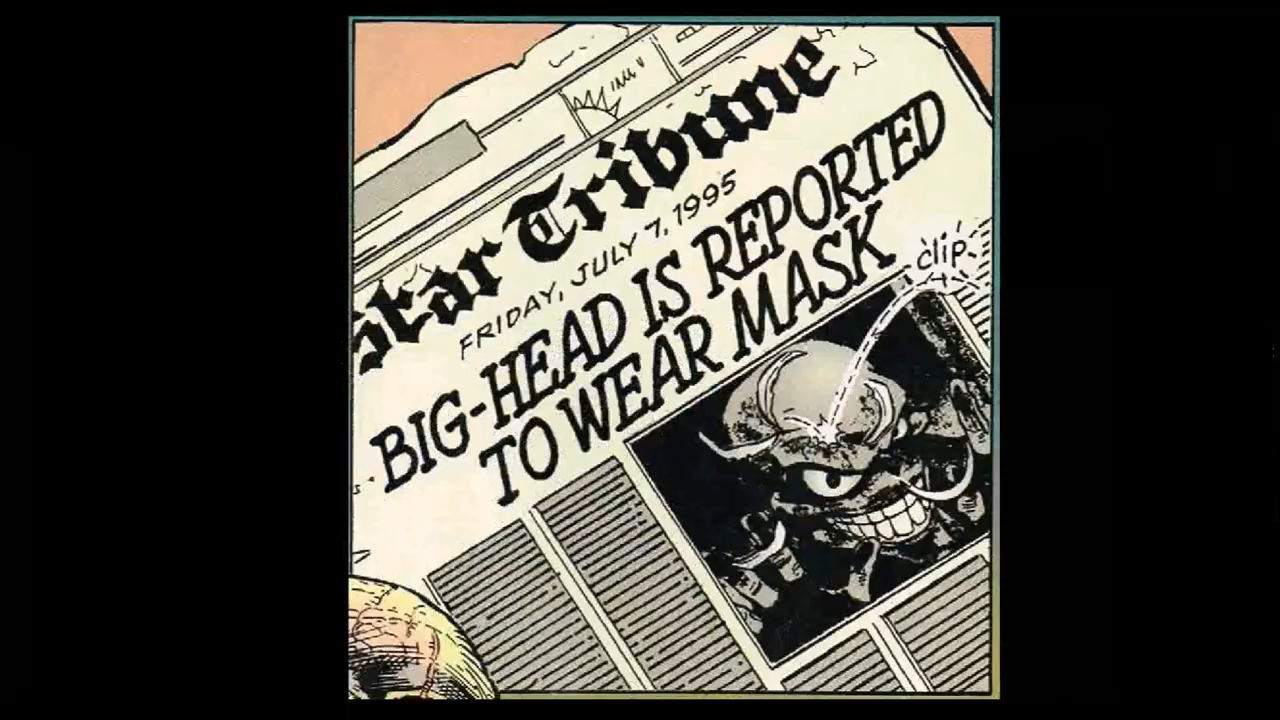 Star Tribune
FRIDAY, JULY 7, 1995
BIG-HEAD IS REPORTED
TO WEAR MASK
clip